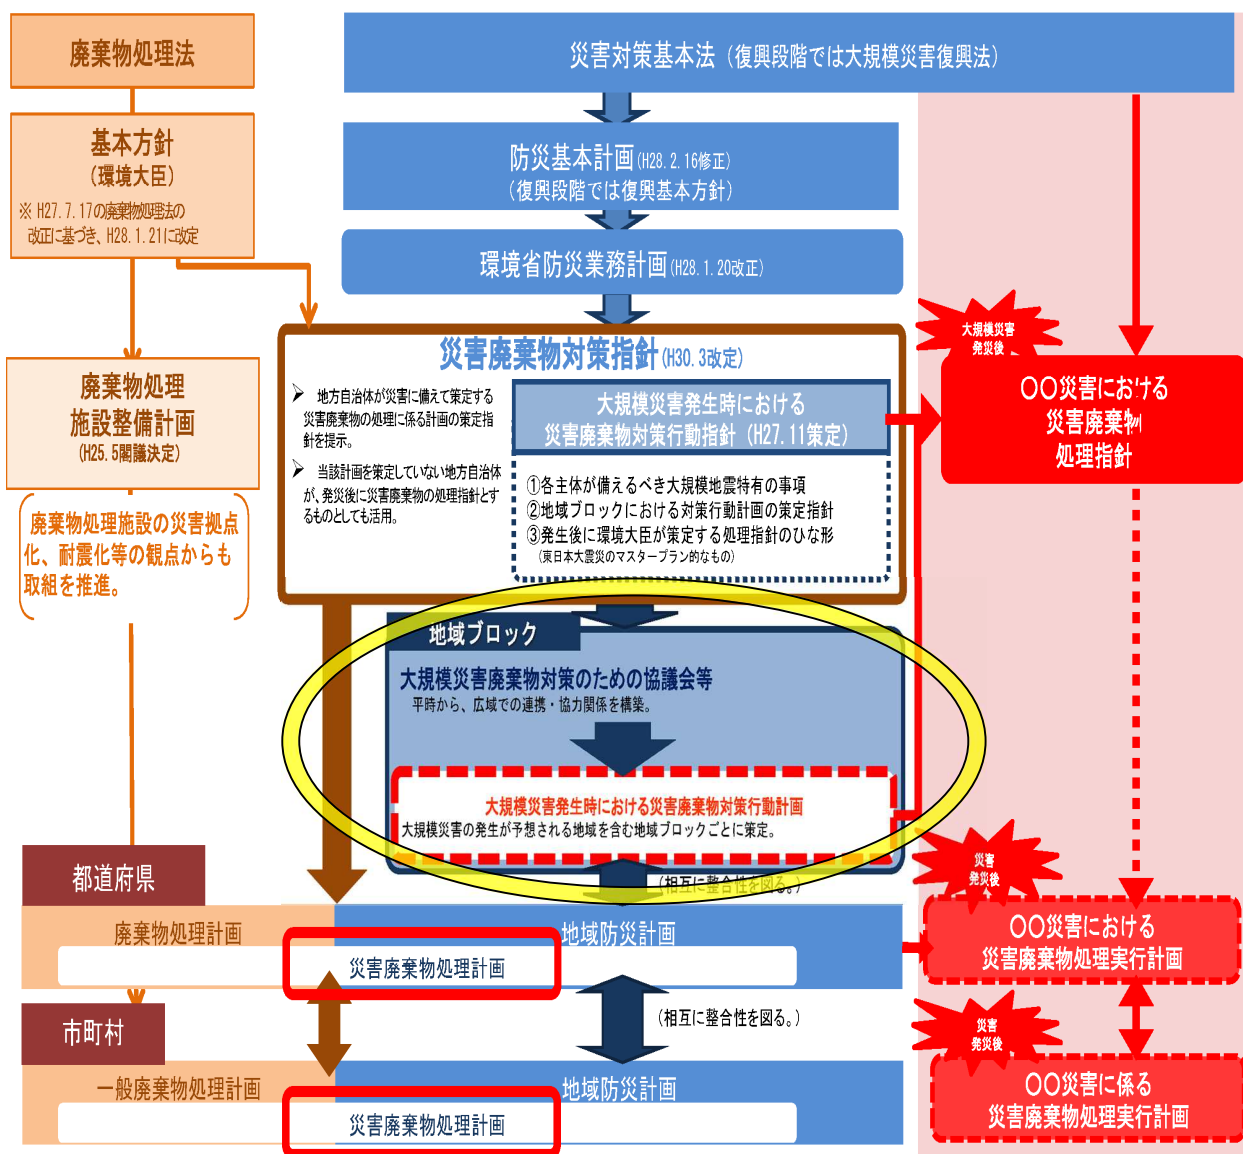 廃棄物処理法
災害対策基本法（復興段階では大規模災害復興法）
基本方針
（環境大臣）
※ H27.7.17の廃棄物処理法の
改正に基づき、H28.1.21に改定
防災基本計画(H28.2.16修正)
（復興段階では復興基本方針）
環境省防災業務計画(H28.1.20改正)
大規模災害
発災後
災害廃棄物対策指針(H30.3改定)
➢ 地方自治体が災害に備えて策定する
災害廃棄物の処理に係る計画の策定指
針を提示。
➢ 当該計画を策定していない地方自治体
が、発災後に災害廃棄物の処理指針とす
るものとしても活用。
大規模災害発生時における
災害廃棄物対策行動指針（H27.11策定）
①各主体が備えるべき大規模地震特有の事項
②地域ブロックにおける対策行動計画の策定指針
③発生後に環境大臣が策定する処理指針のひな形
（東日本大震災のマスタープラン的なもの）
〇〇災害における
災害廃棄物
処理指針
廃棄物処理
施設整備計画
(H25.5閣議決定)
廃棄物処理施設の災害拠点
化、耐震化等の観点からも
取組を推進。
地域ブロック
大規模災害廃棄物対策のための協議会等
平時から、広域での連携・協力関係を構築。
大規模災害発生時における災害廃棄物対策行動計画
大規模災害の発生が予想される地域を含む地域ブロックごとに策定。
(相互に整合性を図る。)
災害
発災後
都道府県
廃棄物処理計画
地域防災計画
災害廃棄物処理計画
〇〇災害における
災害廃棄物処理実行計画
(相互に整合性を図る。)
災害
発災後
市町村
一般廃棄物処理計画
地域防災計画
災害廃棄物処理計画
〇〇災害に係る
災害廃棄物処理実行計画